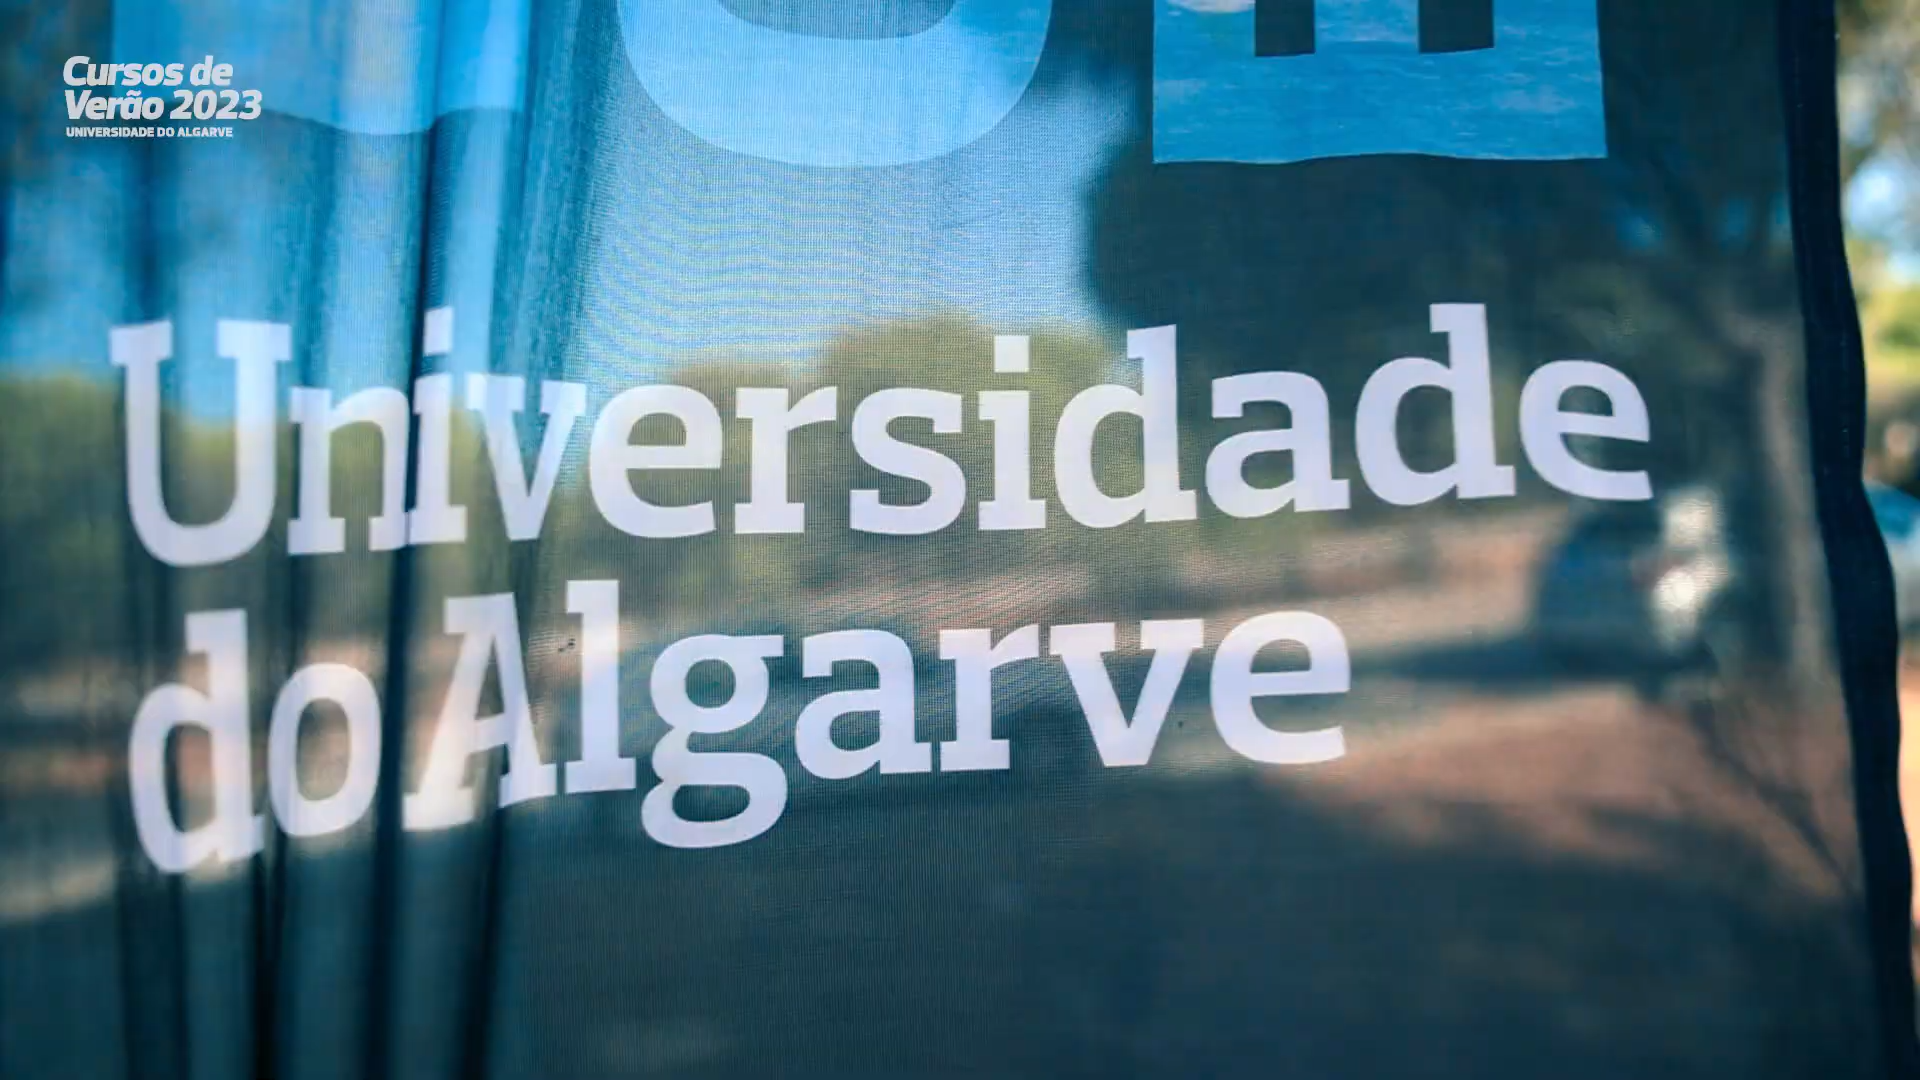 Cursos de
Verão 2023
UNIVERSIDADE DO ALGARVE
Universidade
do Algarve